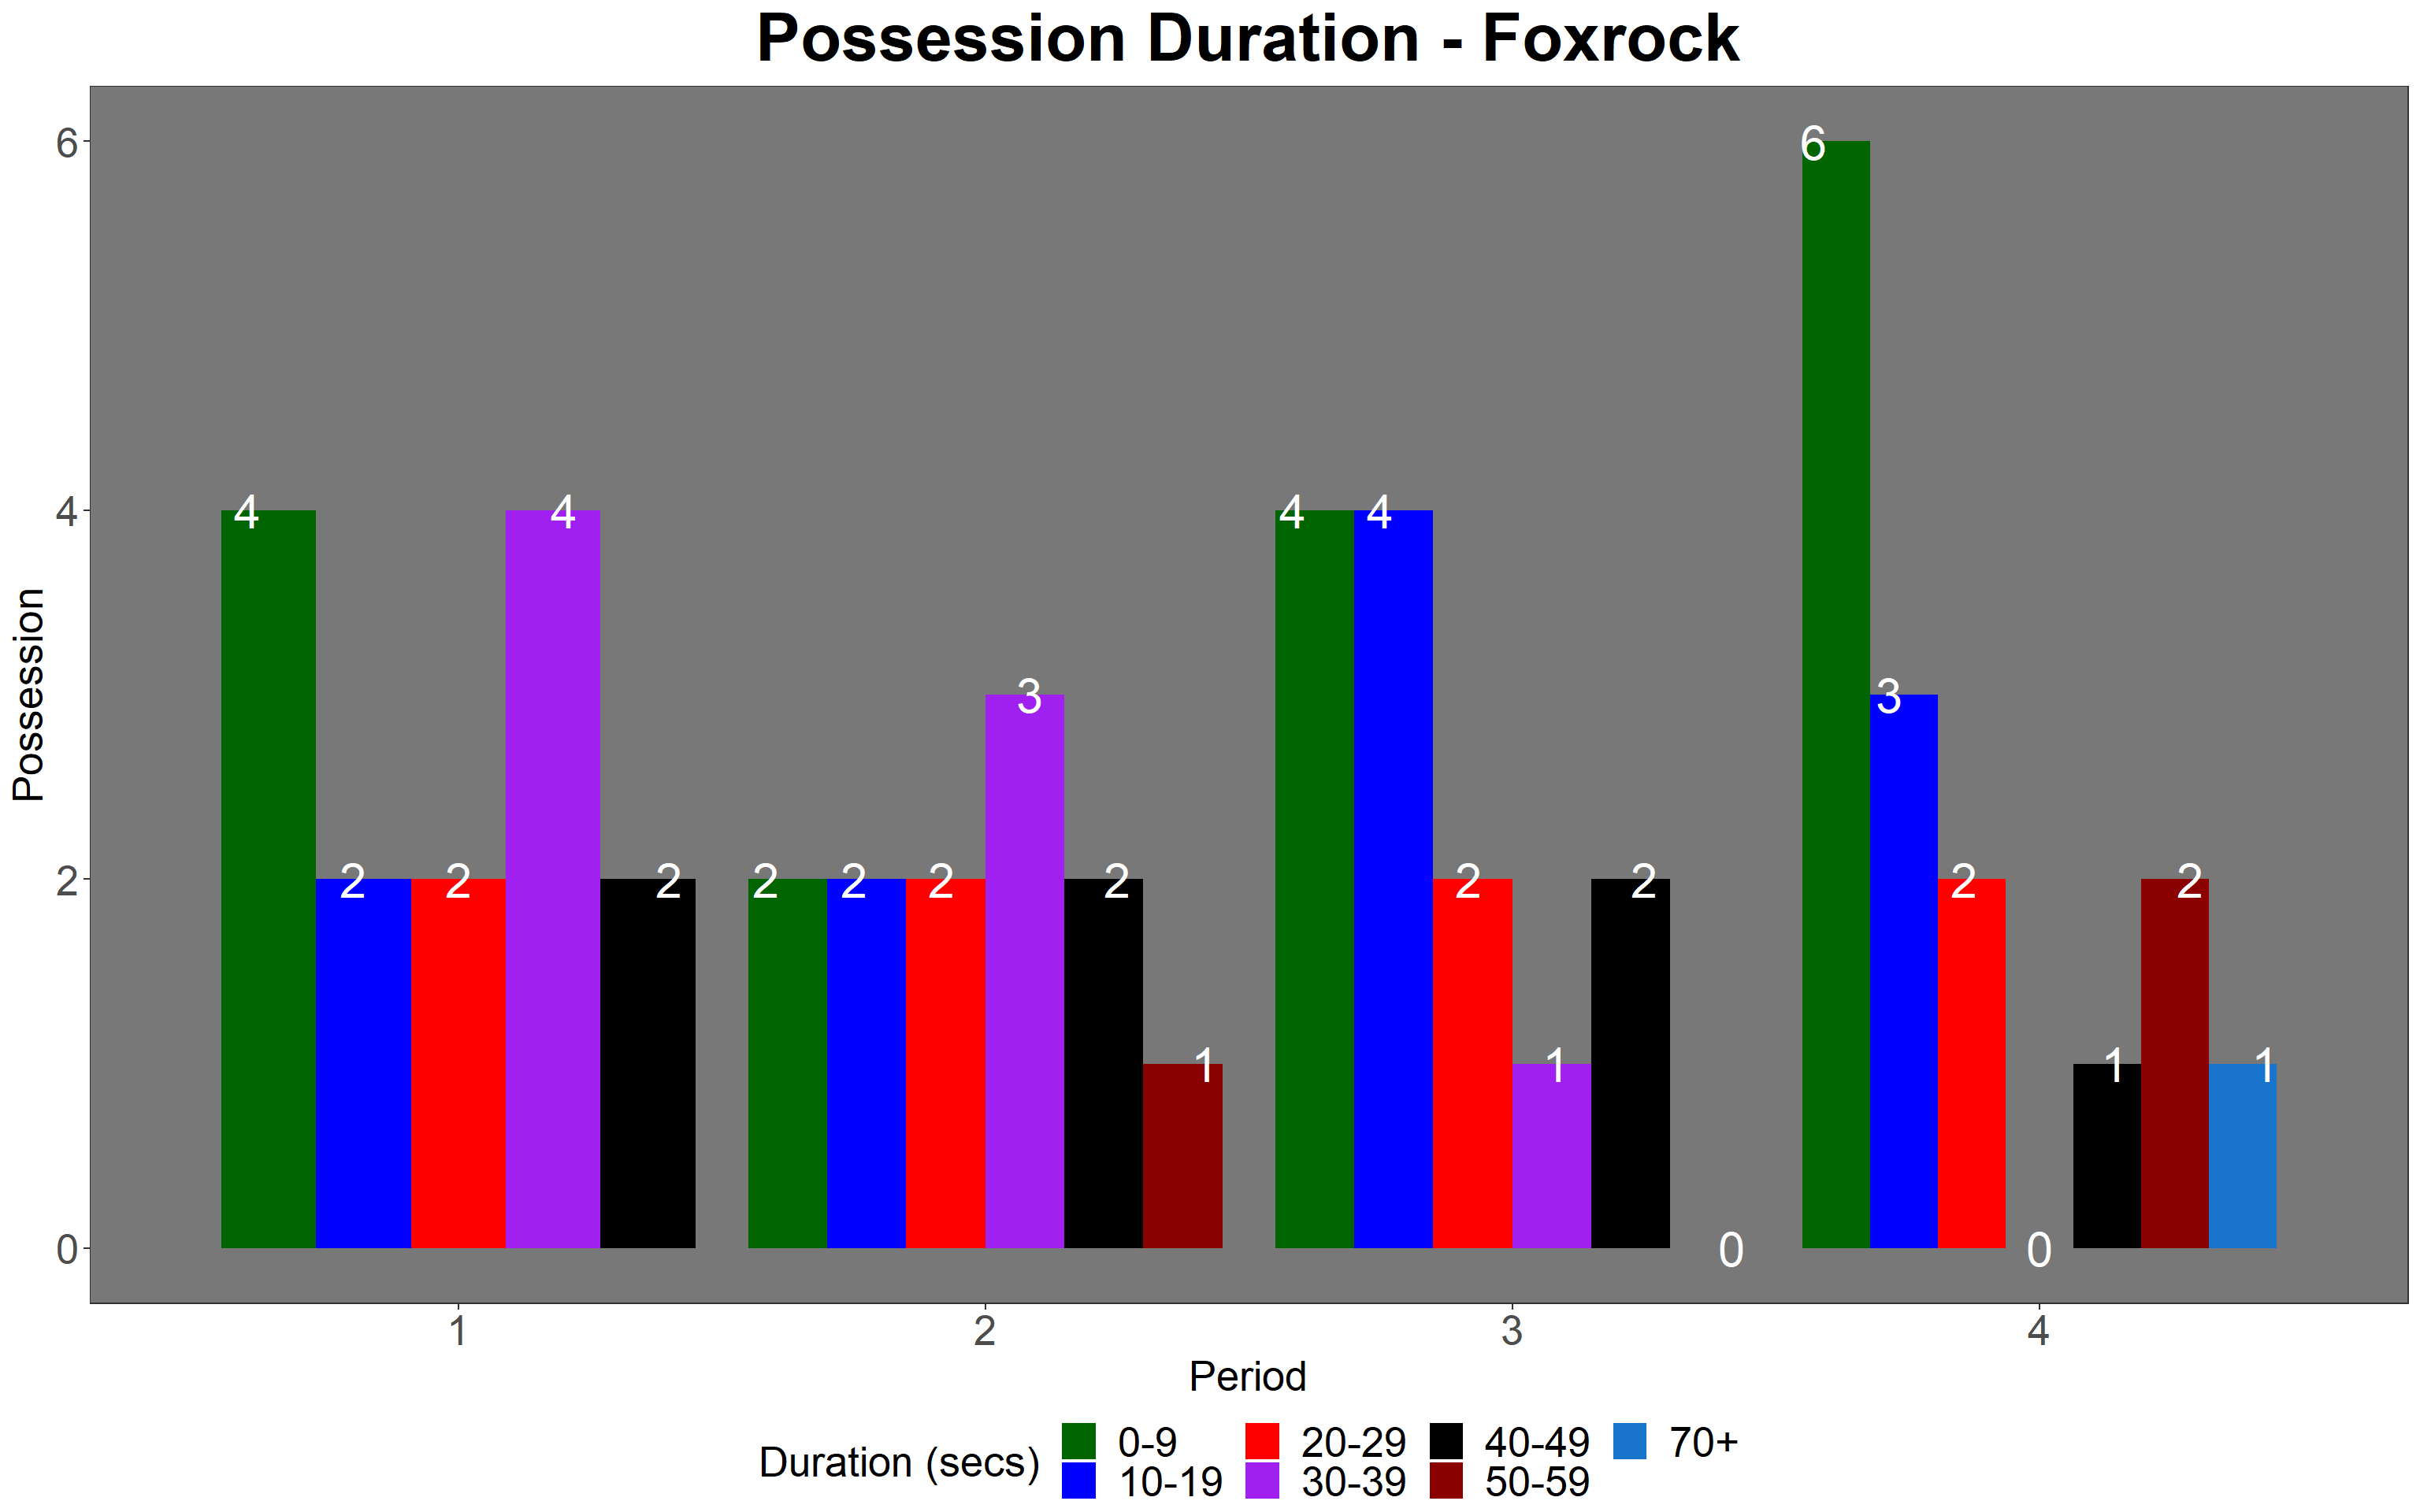 Possession Duration - Foxrock
6
6
4
4 4 4 4
3 3
Possession
2
2 2 2 2 2 2 2 2 2 2 2
1 1 1 1
0
0 0
1 2 3 4
Period
Duration (secs)
0-9 20-29 40-49 70+
10-19 30-39 50-59